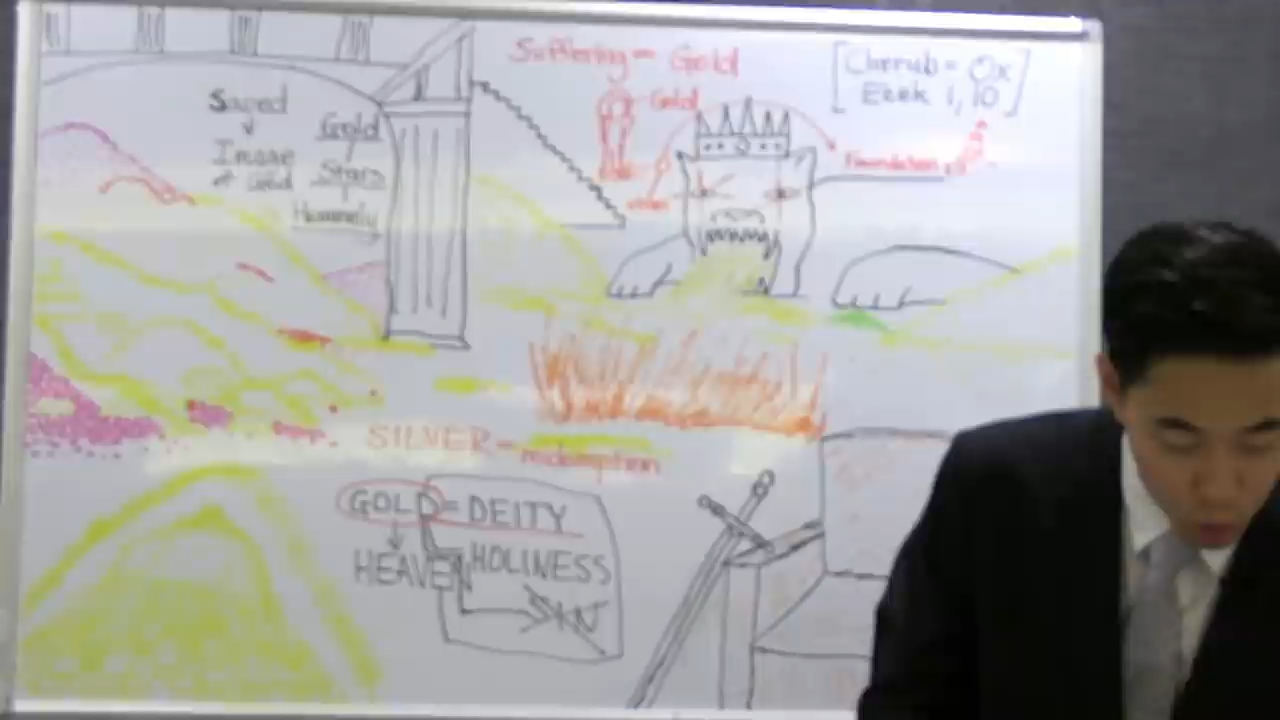 Suffering = Gold
[Cherub = Ox
Ezek 1, 10]
Saved
Image
of Gold
Gold
Stars
Heavenly
Gold
Foundation
SILVER = redemption
GOLD = DEITY
HEAVEN
HOLINESS
SIN